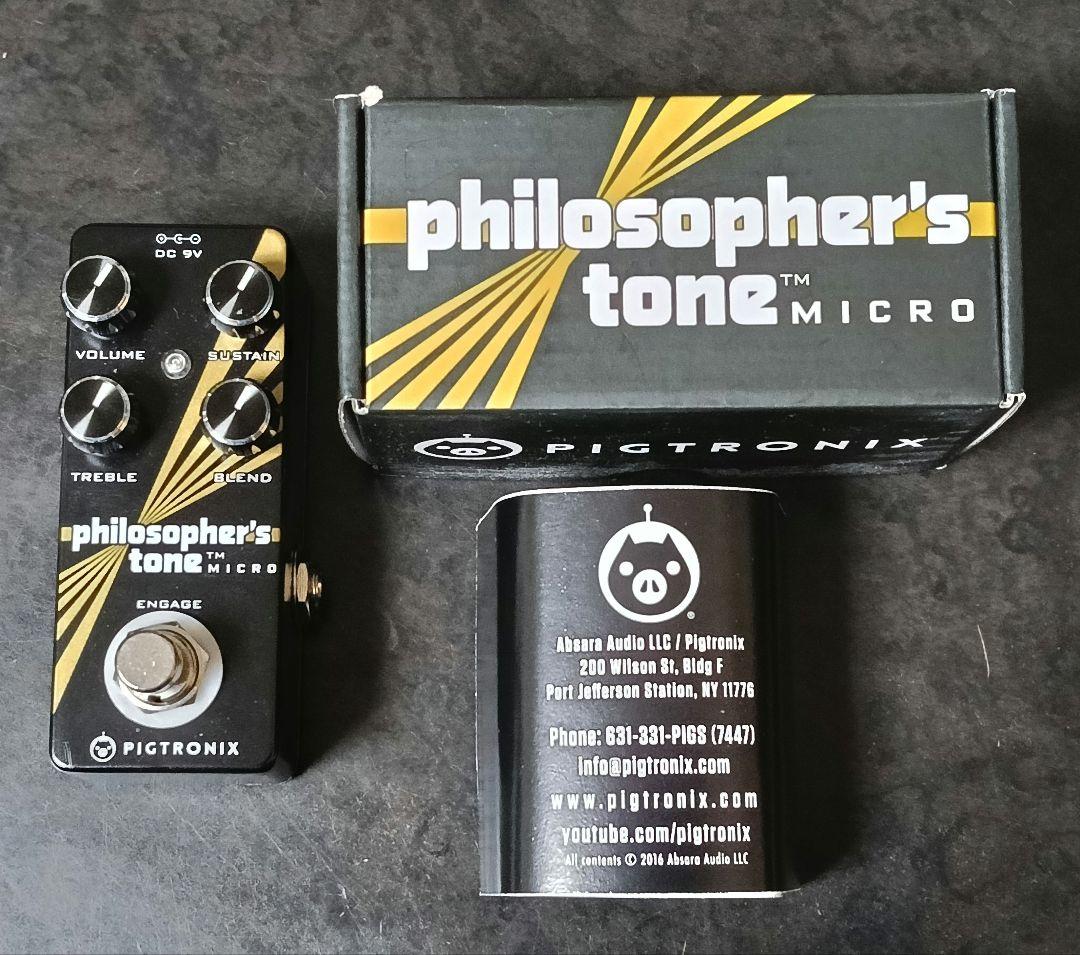 DC 9V
VOLUME
SUSTAIN
TREBLE
BLEND
philosopher's
tone™ MICRO
ENGAGE
PIGTRONIX
philosopher's
tone™ MICRO
PIGTRONIX
®
Absara Audio LLC / Pigtronix
200 Wilson St, Bldg F
Port Jefferson Station, NY 11776
Phone: 631-331-PIGS (7447)
info@pigtronix.com
www.pigtronix.com
youtube.com/pigtronix
All contents © 2016 Absara Audio LLC